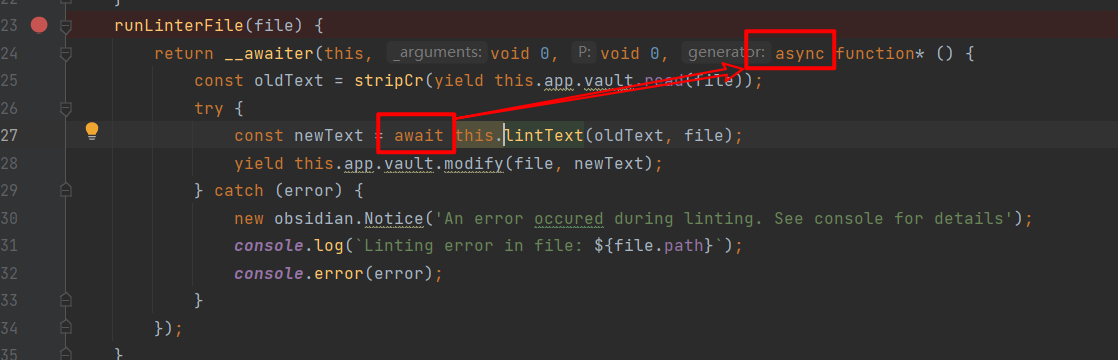 22 }
23 runLinterFile(file) {
24 return __awaiter(this, _arguments: void 0, P: void 0, generator: async function* () {
25 const oldText = stripCr(yield this.app.vault.read(file));
26 try {
27 const newText = await this.lintText(oldText, file);
28 yield this.app.vault.modify(file, newText);
29 } catch (error) {
30 new obsidian.Notice('An error occured during linting. See console for details');
31 console.log(`Linting error in file: ${file.path}`);
32 console.error(error);
33 }
34 });
35 }